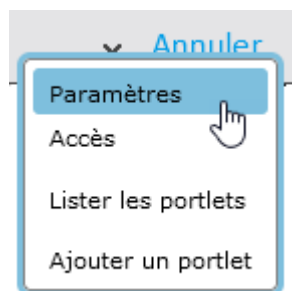 Annuler
Paramètres
Accès
Lister les portlets
Ajouter un portlet